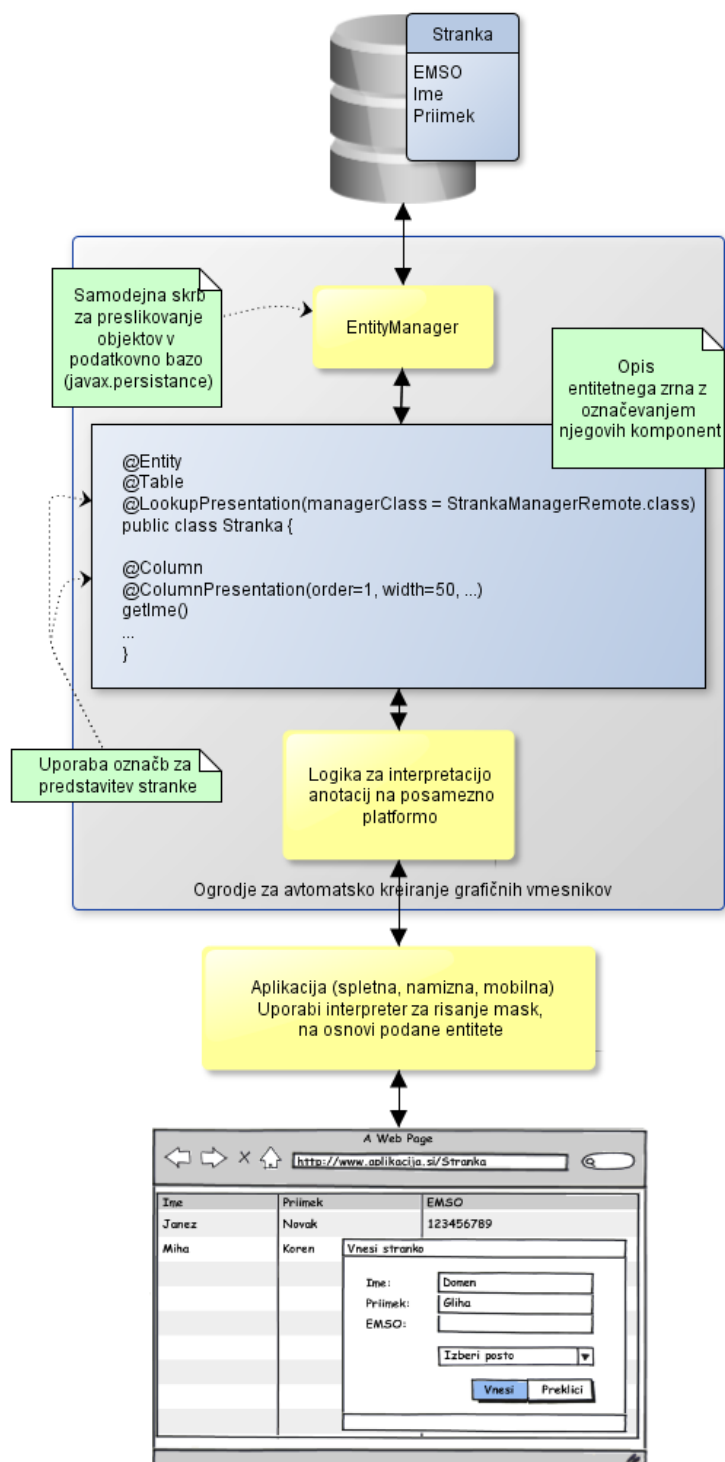 Stranka
EMSO
Ime
Priimek
Samodejna skrb
za preslikovanje
objektov v
podatkovno bazo
(javax.persistance)
EntityManager
Opis
entitetnega zrna z
označevanjem
njegovih komponent
@Entity
@Table
@LookupPresentation(managerClass = StrankaManagerRemote.class)
public class Stranka {
@Column
@ColumnPresentation(order=1, width=50, ...)
getIme()
...
}
Uporaba označb za
predstavitev stranke
Logika za interpretacijo
anotacij na posamezno
platformo
Ogrodje za avtomatsko kreiranje grafičnih vmesnikov
Aplikacija (spletna, namizna, mobilna)
Uporabi interpreter za risanje mask,
na osnovi podane entitete
A Web Page
http://www.aplikacija.si/Stranka
Ime Priimek EMSO
Janez Novak 123456789
Miha Koren
Vnesi stranko
Ime: Domen
Priimek: Gliha
EMSO:
Izberi posto
Vnesi Preklici